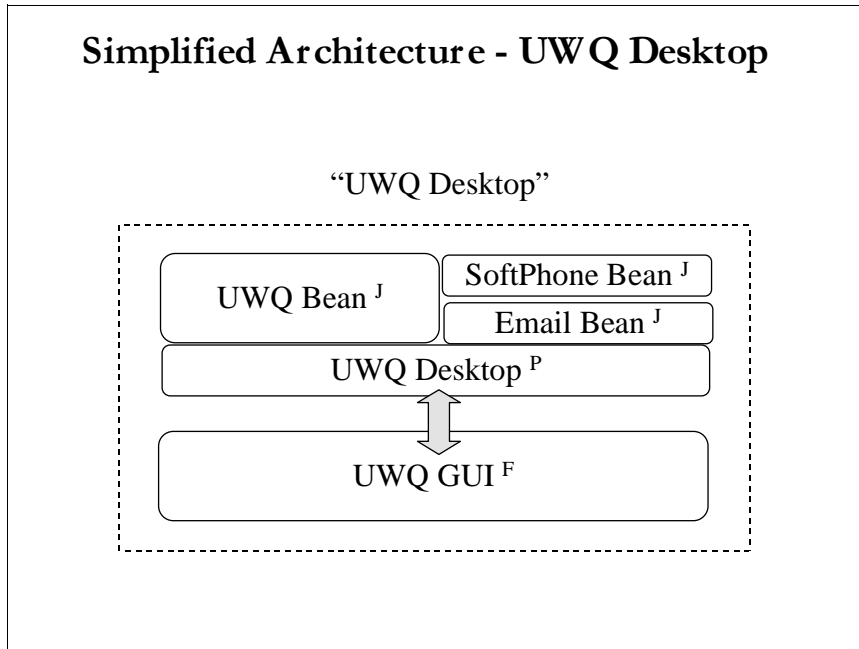 Simplified Architecture - UWQ Desktop
“UWQ Desktop”
UWQ Bean J
SoftPhone Bean J
Email Bean J
UWQ Desktop P
UWQ GUI F